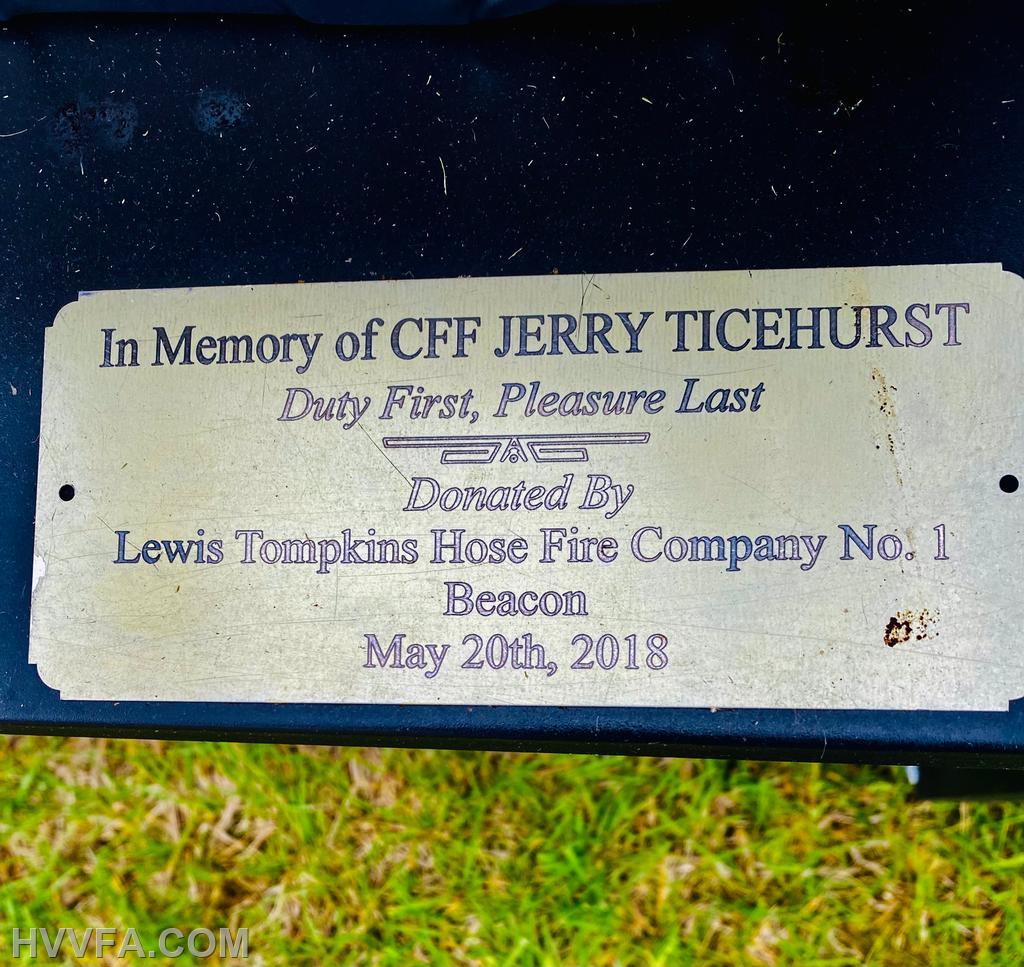 In Memory of CFF JERRY TICEHURST
Duty First, Pleasure Last
Donated By
Lewis Tompkins Hose Fire Company No. 1
Beacon
May 20th, 2018
HVVFA.COM